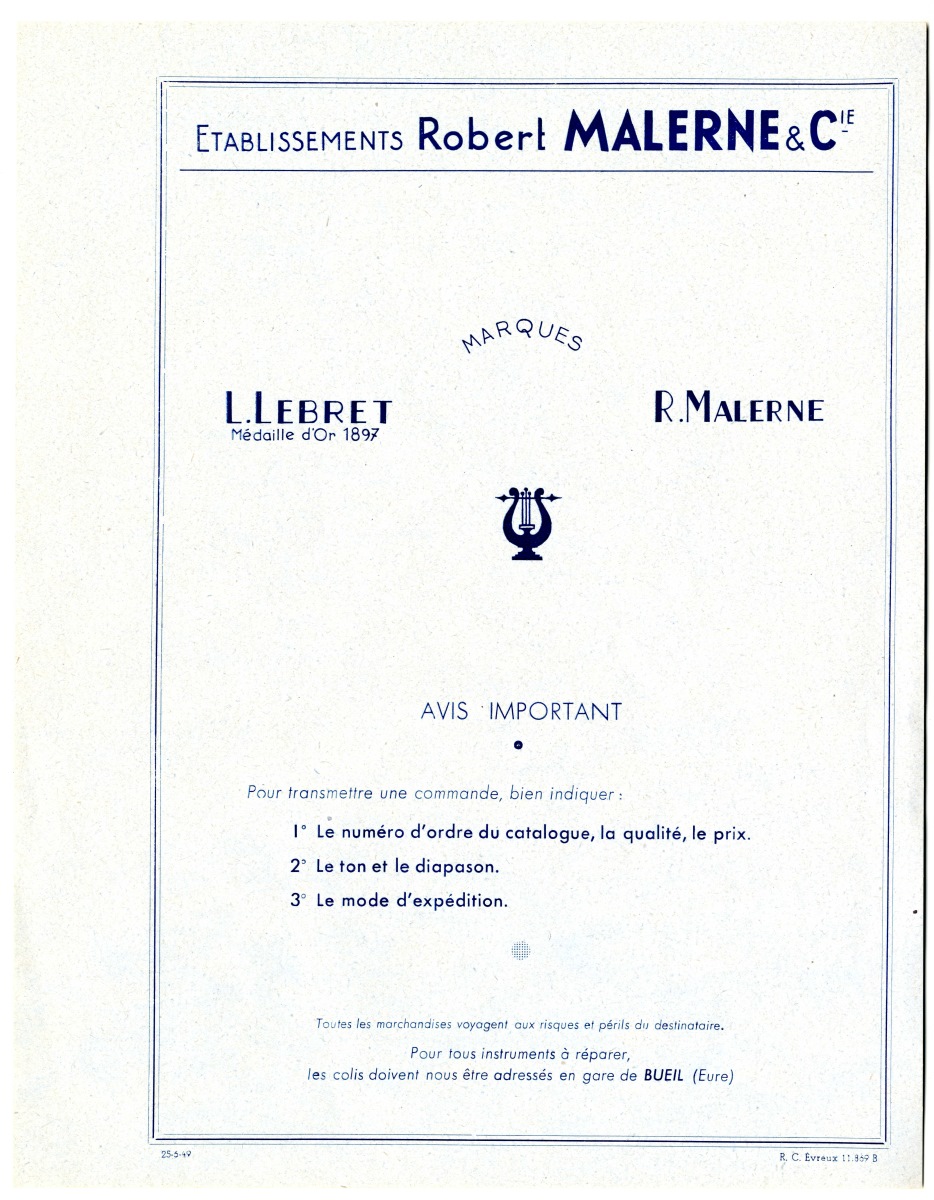 ETABLISSEMENTS Robert MALERNE & CIE
MARQUES
L. LEBRET
Médaille d'Or 1897
R. MALERNE
AVIS IMPORTANT
Pour transmettre une commande, bien indiquer :
1° Le numéro d'ordre du catalogue, la qualité, le prix.
2° Le ton et le diapason.
3° Le mode d'expédition.
Toutes les marchandises voyagent aux risques et périls du destinataire.
Pour tous instruments à réparer,
les colis doivent nous être adressés en gare de BUEIL (Eure)
25-5-49
R. C. Évreux 11.869 B